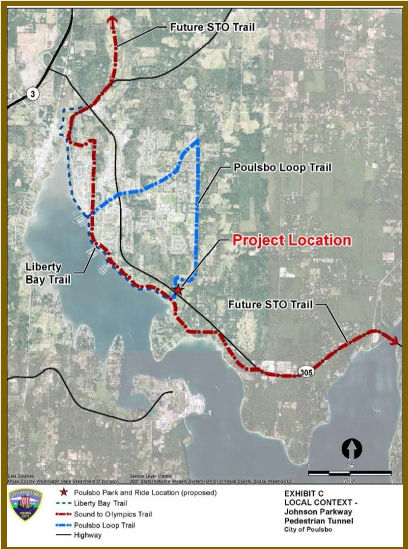 Future STO Trail
3
Poulsbo Loop Trail
Project Location
Liberty
Bay Trail
Future STO Trail
305
Data Sources:
Poulsbo Park and Ride Location (proposed)
Liberty Bay Trail
Sound to Olympics Trail
Poulsbo Loop Trail
Highway
EXHIBIT C
LOCAL CONTEXT -
Johnson Parkway
Pedestrian Tunnel
City of Poulsbo